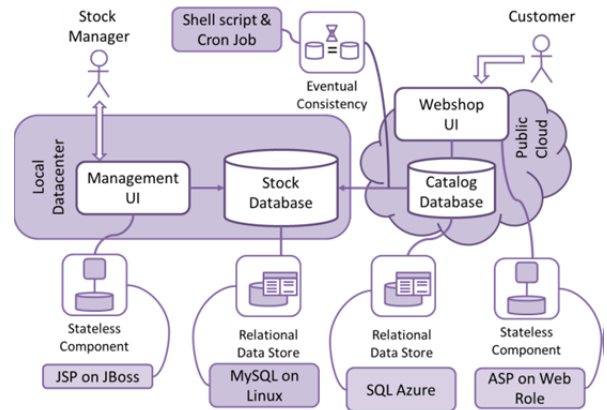 Stock
Manager
Shell script &
Cron Job
Customer
Eventual
Consistency
Webshop
UI
Public
Cloud
Local
Datacenter
Management
UI
Stock
Database
Catalog
Database
Stateless
Component
Relational
Data Store
Relational
Data Store
Stateless
Component
JSP on JBoss
MySQL on
Linux
SQL Azure
ASP on Web
Role